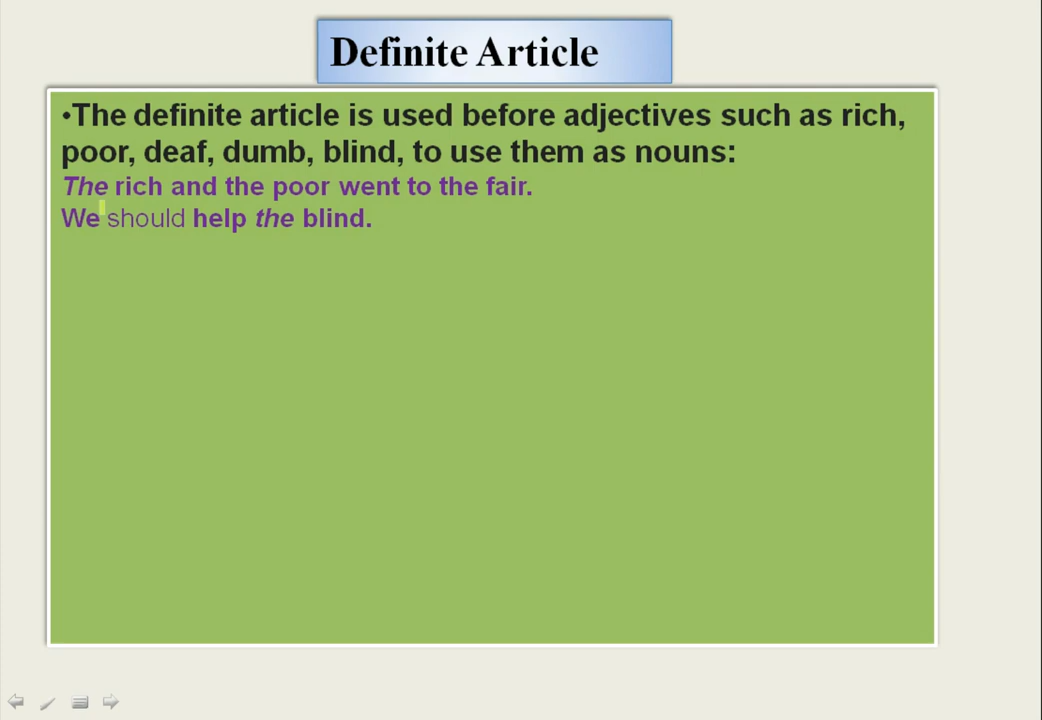 Definite Article
•The definite article is used before adjectives such as rich,
poor, deaf, dumb, blind, to use them as nouns:
The rich and the poor went to the fair.
We should help the blind.